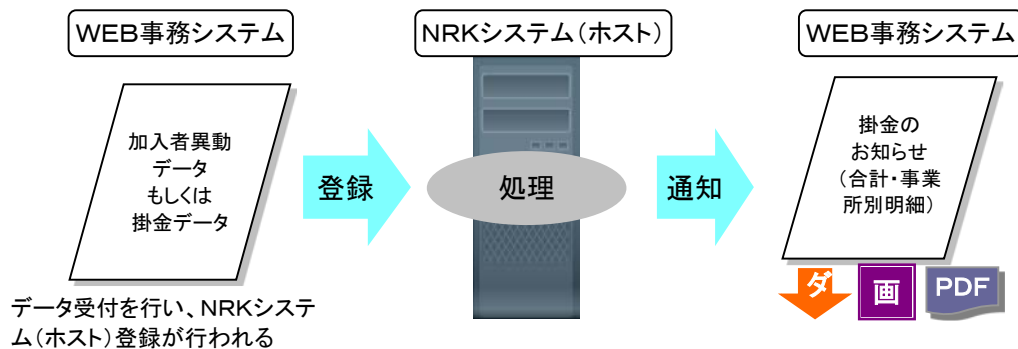 WEB事務システム
NRKシステム（ホスト）
WEB事務システム
加入者異動
データ
もしくは
掛金データ
登録
処理
通知
掛金の
お知らせ
（合計・事業
所別明細）
データ受付を行い、NRKシステ
ム（ホスト）登録が行われる
ダ
画
PDF